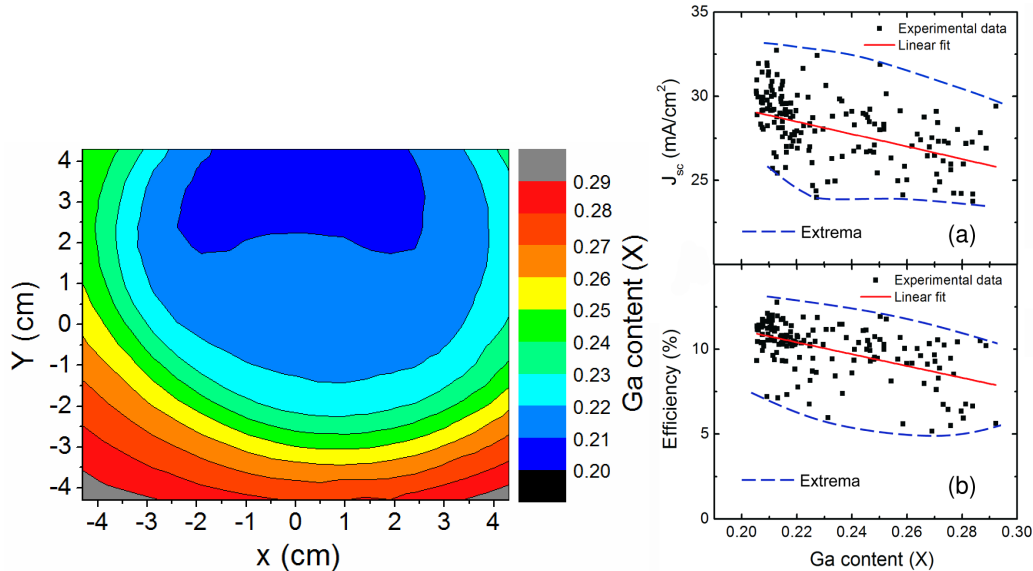 4
3
2
1
0
-1
-2
-3
-4
Y (cm)
-4 -3 -2 -1 0 1 2 3 4
x (cm)
0.29
0.28
0.27
0.26
0.25
0.24
0.23
0.22
0.21
0.20
Ga content (X)
35
30
25
J_sc (mA/cm²)
Experimental data
Linear fit
Extrema
(a)
15
10
5
0
Efficiency (%)
Experimental data
Linear fit
Extrema
(b)
0.20 0.22 0.24 0.26 0.28 0.30
Ga content (X)